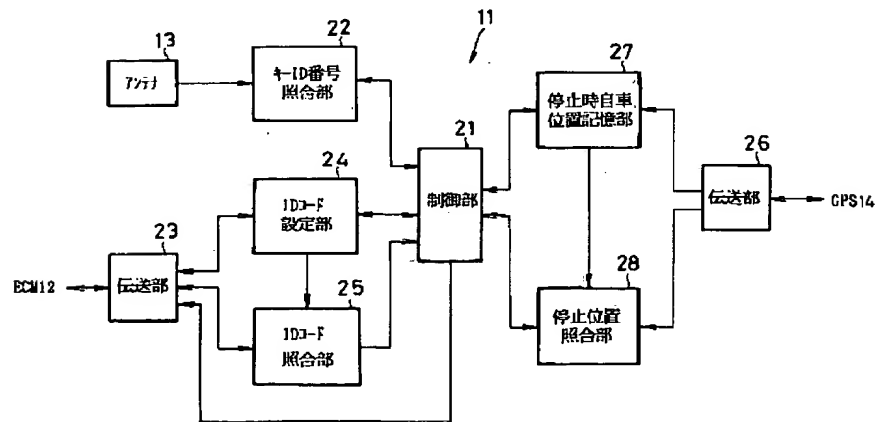 11
13
アンテナ
22
キーID番号
照合部
27
停止時自車
位置記憶部
21
制御部
26
伝送部
GPS14
24
IDコード
設定部
23
伝送部
ECM12
25
IDコード
照合部
28
停止位置
照合部